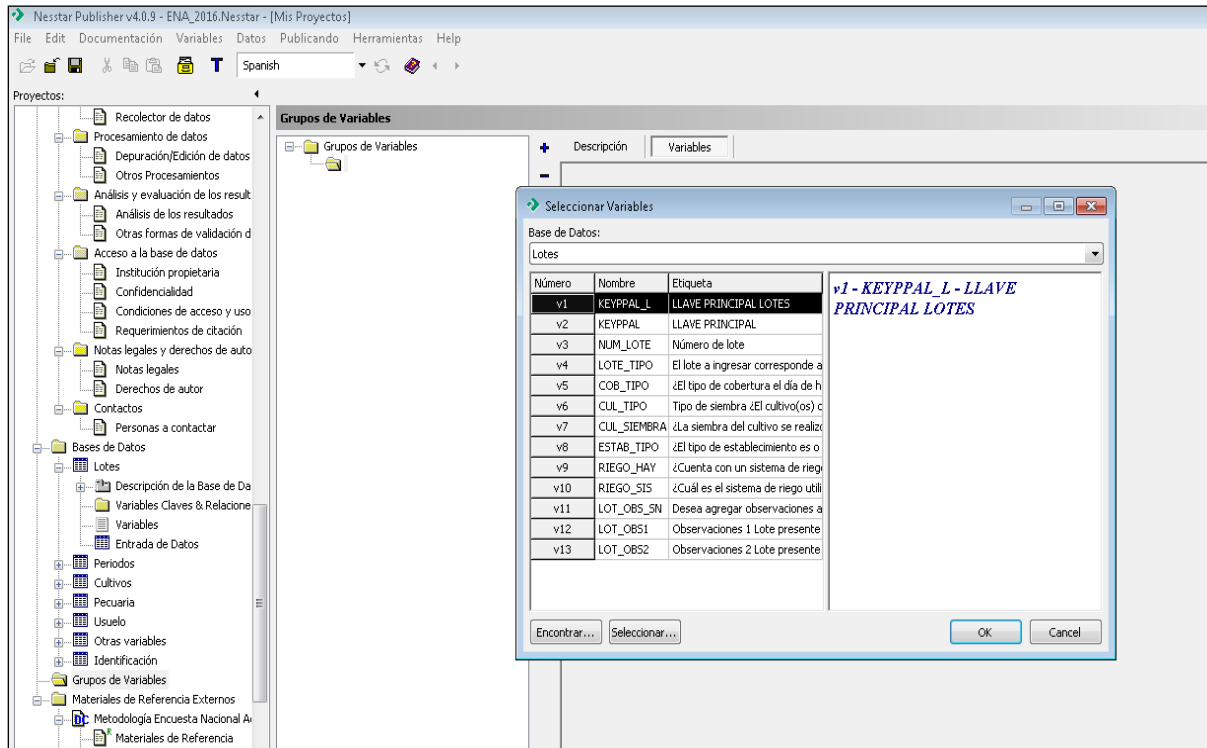 Nesstar Publisher v4.0.9 - ENA_2016.Nesstar - [Mis Proyectos]
File Edit Documentación Variables Datos Publicando Herramientas Help
T Spanish
Proyectos:
Recolector de datos
Procesamiento de datos
Depuración/Edición de datos
Otros Procesamientos
Análisis y evaluación de los result
Análisis de los resultados
Otras formas de validación d
Acceso a la base de datos
Institución propietaria
Confidencialidad
Condiciones de acceso y uso
Requerimientos de citación
Notas legales y derechos de auto
Notas legales
Derechos de autor
Contactos
Personas a contactar
Bases de Datos
Lotes
Descripción de la Base de Da
Variables Claves & Relacione
Variables
Entrada de Datos
Periodos
Cultivos
Pecuaria
Usuelo
Otras variables
Identificación
Grupos de Variables
Materiales de Referencia Externos
DC Metodología Encuesta Nacional A
Materiales de Referencia
Grupos de Variables
Grupos de Variables
Descripción Variables
Seleccionar Variables
Base de Datos:
Lotes
Número Nombre Etiqueta
v1 KEYPPAL_L LLAVE PRINCIPAL LOTES
v2 KEYPPAL LLAVE PRINCIPAL
v3 NUM_LOTE Número de lote
v4 LOTE_TIPO El lote a ingresar corresponde a
v5 COB_TIPO ¿El tipo de cobertura el día de h
v6 CUL_TIPO Tipo de siembra ¿El cultivo(os) c
v7 CUL_SIEMBRA ¿La siembra del cultivo se realizo
v8 ESTAB_TIPO ¿El tipo de establecimiento es o
v9 RIEGO_HAY ¿Cuenta con un sistema de rieg
v10 RIEGO_SIS ¿Cuál es el sistema de riego utili
v11 LOT_OBS_SN Desea agregar observaciones a
v12 LOT_OBS1 Observaciones 1 Lote presente
v13 LOT_OBS2 Observaciones 2 Lote presente
v1 - KEYPPAL_L - LLAVE
PRINCIPAL LOTES
Encontrar... Seleccionar... OK Cancel